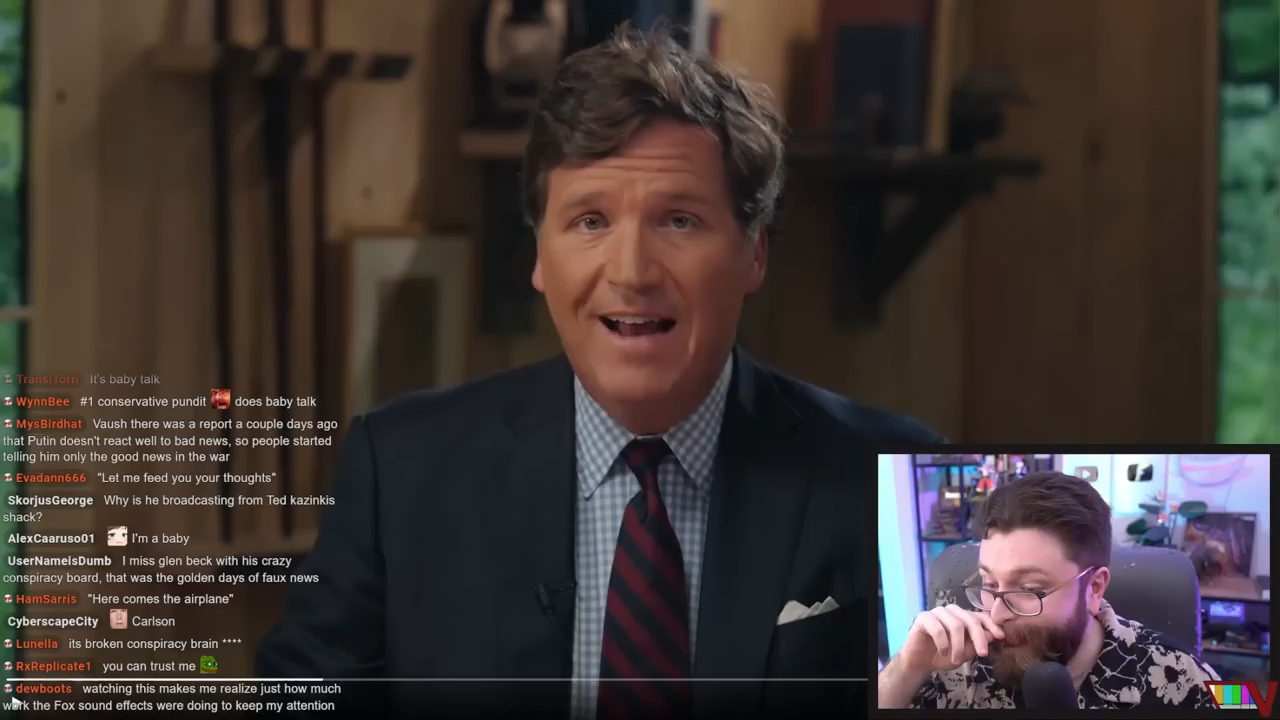 TransiTorri It's baby talk
WynnBee #1 conservative pundit does baby talk
MysBirdhat Vaush there was a report a couple days ago
that Putin doesn't react well to bad news, so people started
telling him only the good news in the war
Evadann666 "Let me feed you your thoughts"
SkorjusGeorge Why is he broadcasting from Ted kazinkis
shack?
AlexCaaruso01 I'm a baby
UserNameisDumb I miss glen beck with his crazy
conspiracy board, that was the golden days of faux news
HamSarris "Here comes the airplane"
CyberscapeCity Carlson
Lunella its broken conspiracy brain ****
RxReplicate1 you can trust me
dewboots watching this makes me realize just how much
work the Fox sound effects were doing to keep my attention